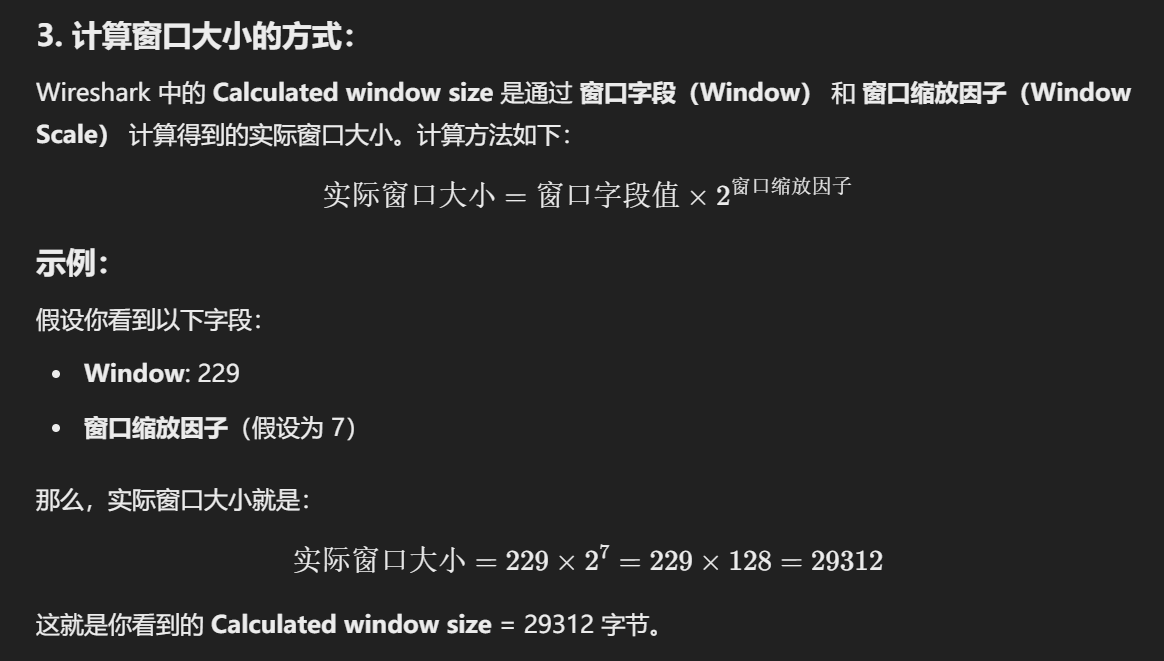 3. 计算窗口大小的方式：
Wireshark 中的 Calculated window size 是通过 窗口字段（Window） 和 窗口缩放因子（Window
Scale） 计算得到的实际窗口大小。计算方法如下：
实际窗口大小 = 窗口字段值 × 2^窗口缩放因子
示例：
假设你看到以下字段：
• Window: 229
• 窗口缩放因子（假设为 7）
那么，实际窗口大小就是：
实际窗口大小 = 229 × 2^7 = 229 × 128 = 29312
这就是你看到的 Calculated window size = 29312 字节。